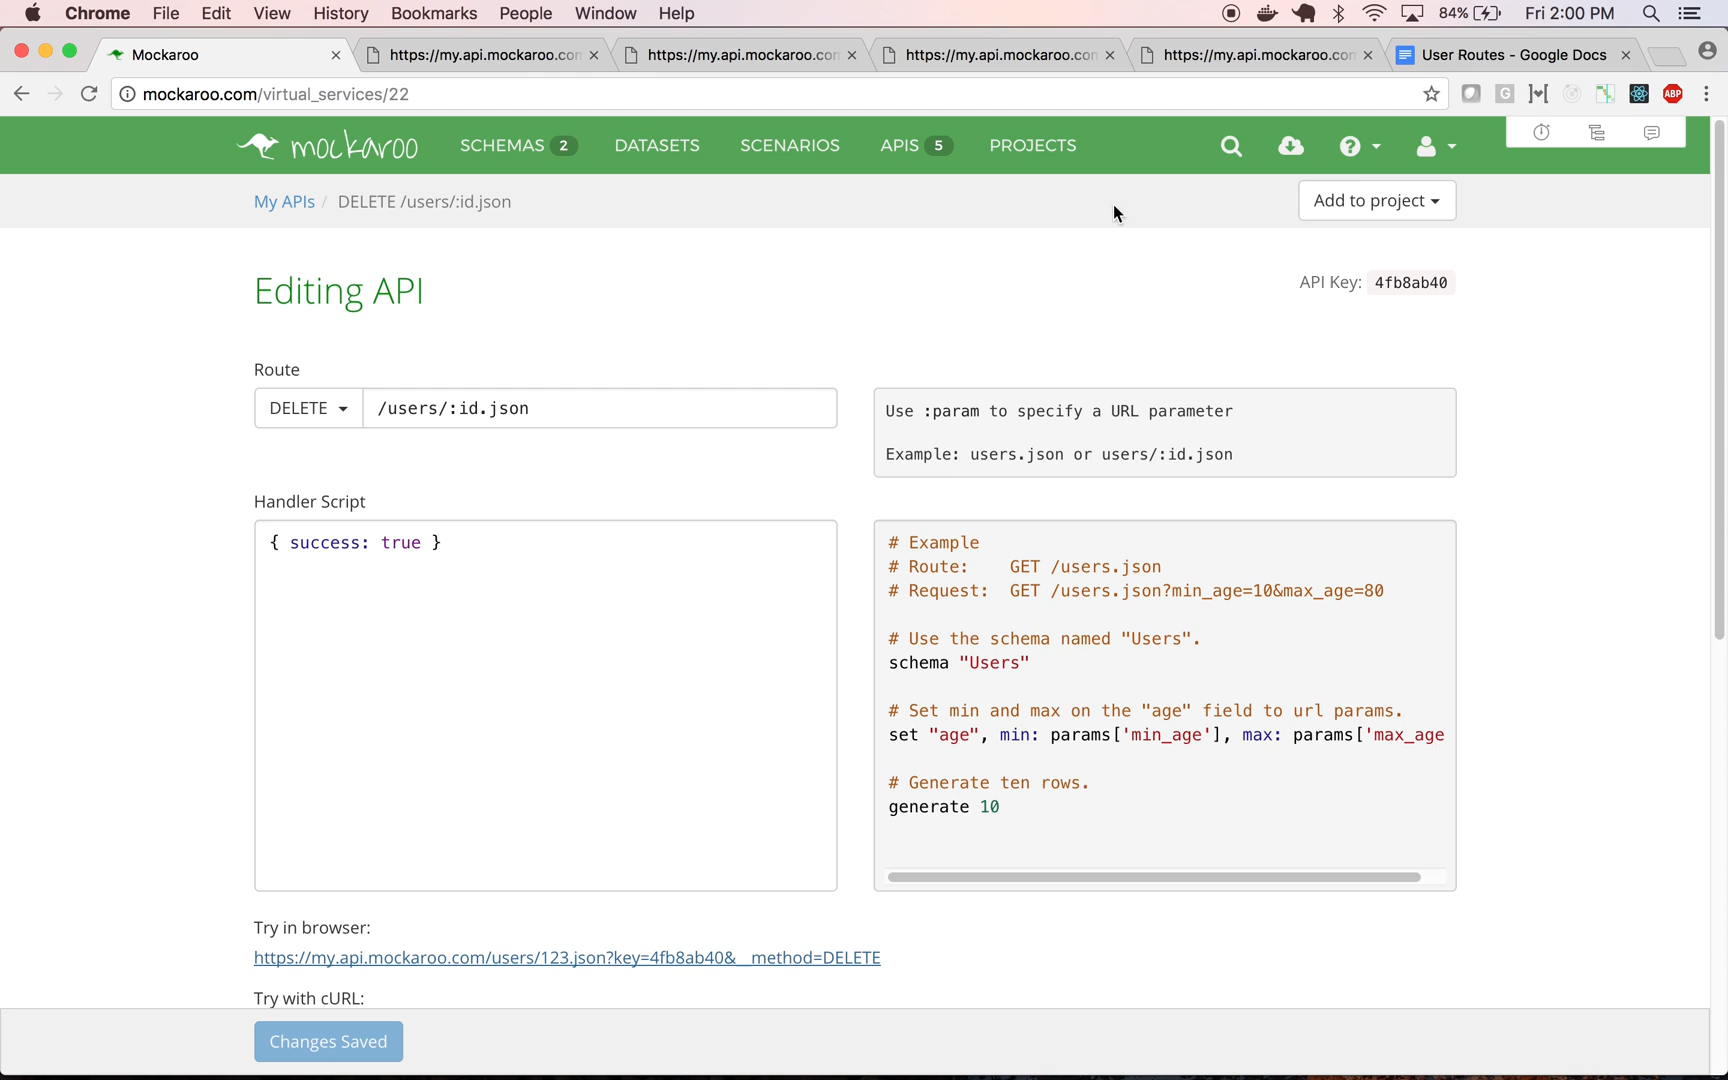 Chrome File Edit View History Bookmarks People Window Help 84% Fri 2:00 PM
Mockaroo https://my.api.mockaroo.com https://my.api.mockaroo.com https://my.api.mockaroo.com https://my.api.mockaroo.com User Routes - Google Docs
mockaroo.com/virtual_services/22 G ABP
mockaroo SCHEMAS 2 DATASETS SCENARIOS APIS 5 PROJECTS
My APIs / DELETE /users/:id.json Add to project
Editing API API Key: 4fb8ab40
Route
DELETE /users/:id.json
Use :param to specify a URL parameter
Example: users.json or users/:id.json
Handler Script
{ success: true }
# Example
# Route: GET /users.json
# Request: GET /users.json?min_age=10&max_age=80
# Use the schema named "Users".
schema "Users"
# Set min and max on the "age" field to url params.
set "age", min: params['min_age'], max: params['max_age
# Generate ten rows.
generate 10
Try in browser:
https://my.api.mockaroo.com/users/123.json?key=4fb8ab40&__method=DELETE
Try with cURL:
Changes Saved